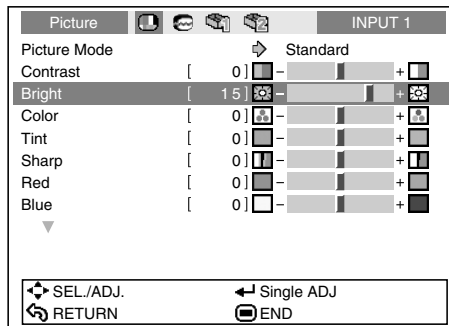 Picture INPUT 1
Picture Mode Standard
Contrast [ 0 ] - +
Bright [ 15 ] - +
Color [ 0 ] - +
Tint [ 0 ] - +
Sharp [ 0 ] - +
Red [ 0 ] - +
Blue [ 0 ] - +
SEL./ADJ. Single ADJ
RETURN END